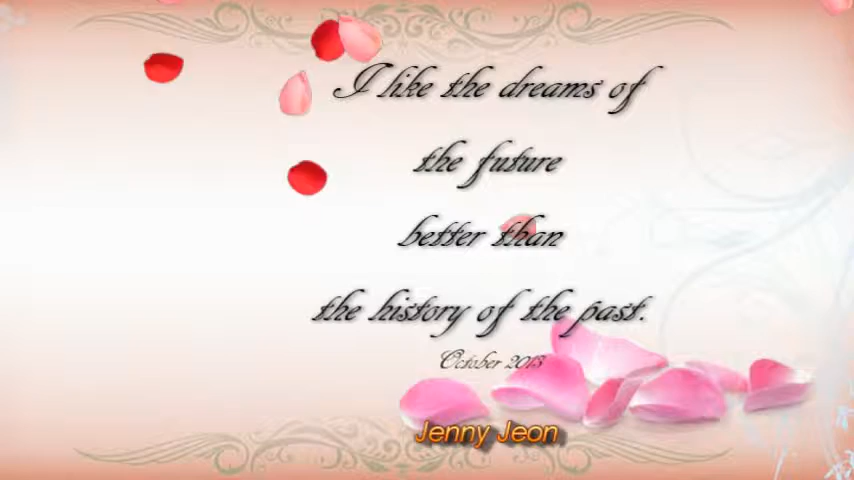 I like the dreams of
the future
better than
the history of the past.
October 2013
Jenny Jeon